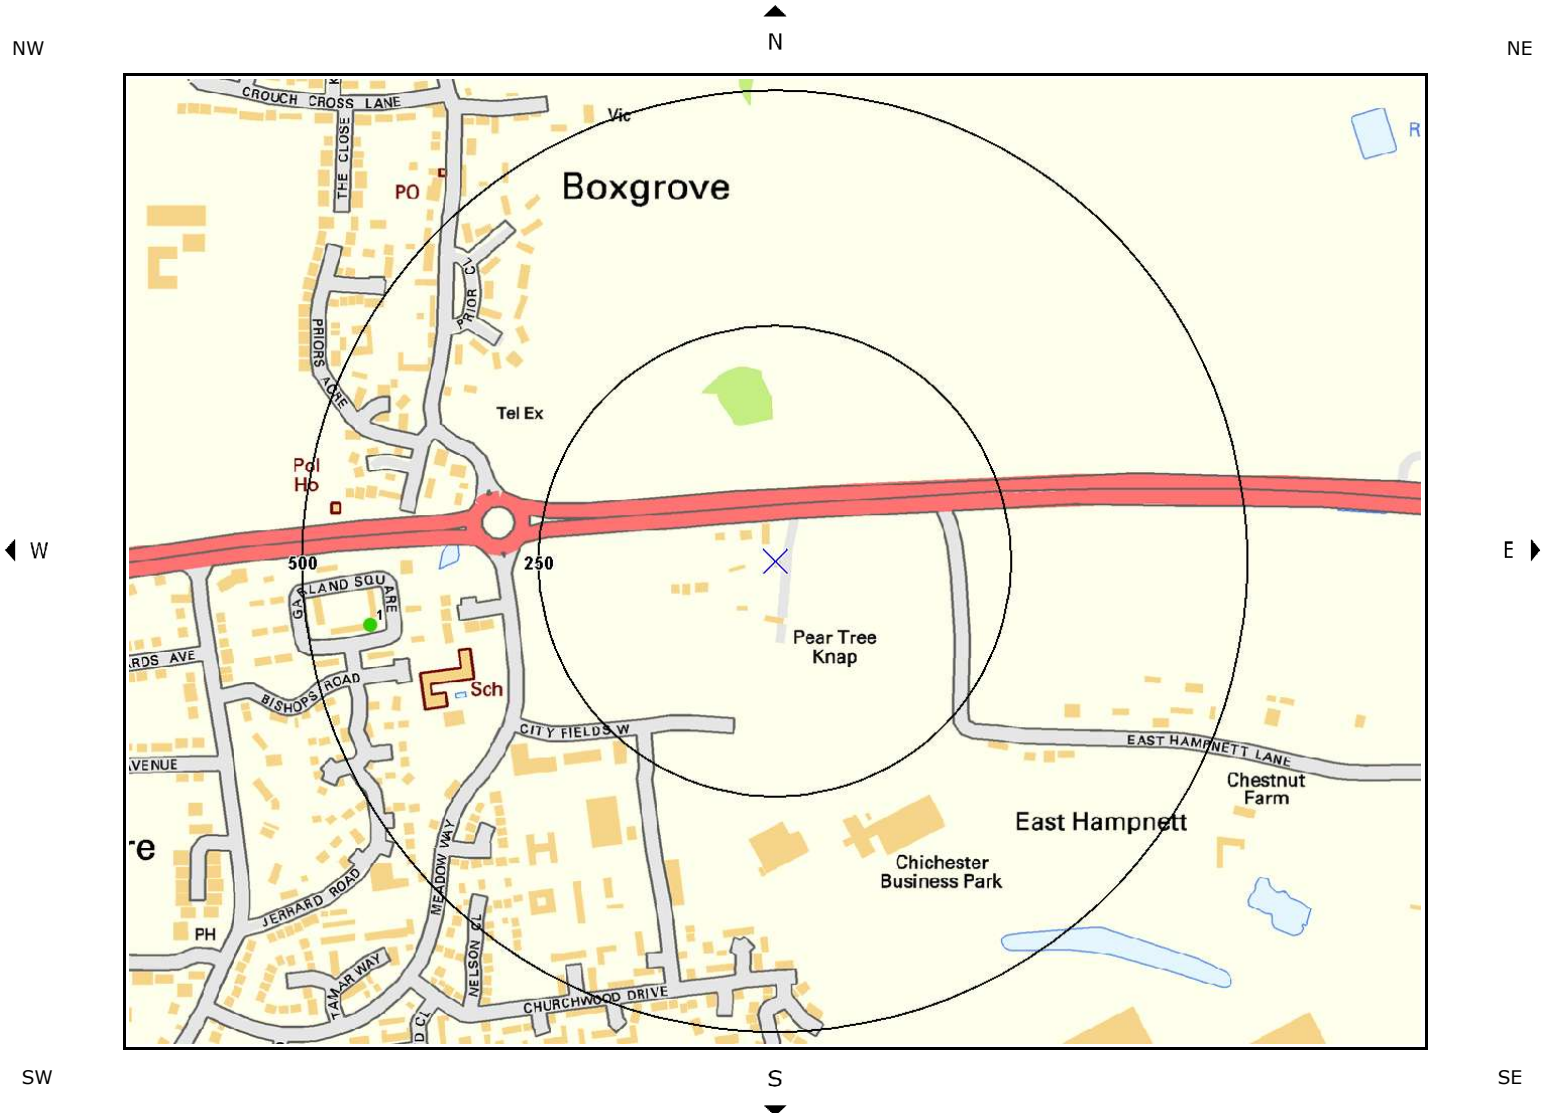 N
NW
NE
CROUCH CROSS LANE
THE CLOSE
Vic
R
PO
Boxgrove
PRIOR CL
PRIORS ACRE
Tel Ex
Pol
Ho
W
500
250
E
GARLAND SQUARE
1
Pear Tree
Knap
RDS AVE
BISHOPS ROAD
Sch
CITY FIELDS W
EAST HAMPNETT LANE
AVENUE
Chestnut
Farm
East Hampnett
re
MEADOW WAY
Chichester
Business Park
JERRARD ROAD
PH
NELSON CL
TAMAR WAY
CHURCHWOOD DRIVE
D CL
SW
S
SE